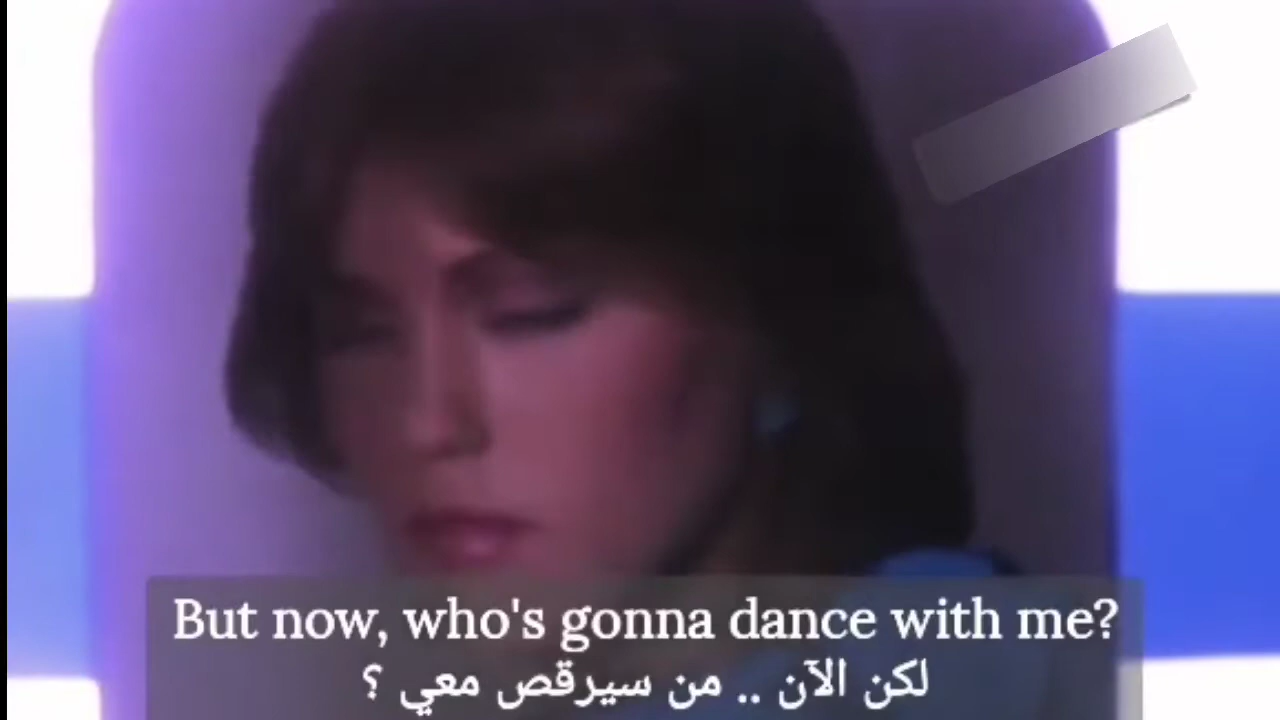 But now, who's gonna dance with me?
لكن الآن .. من سيرقص معي ؟